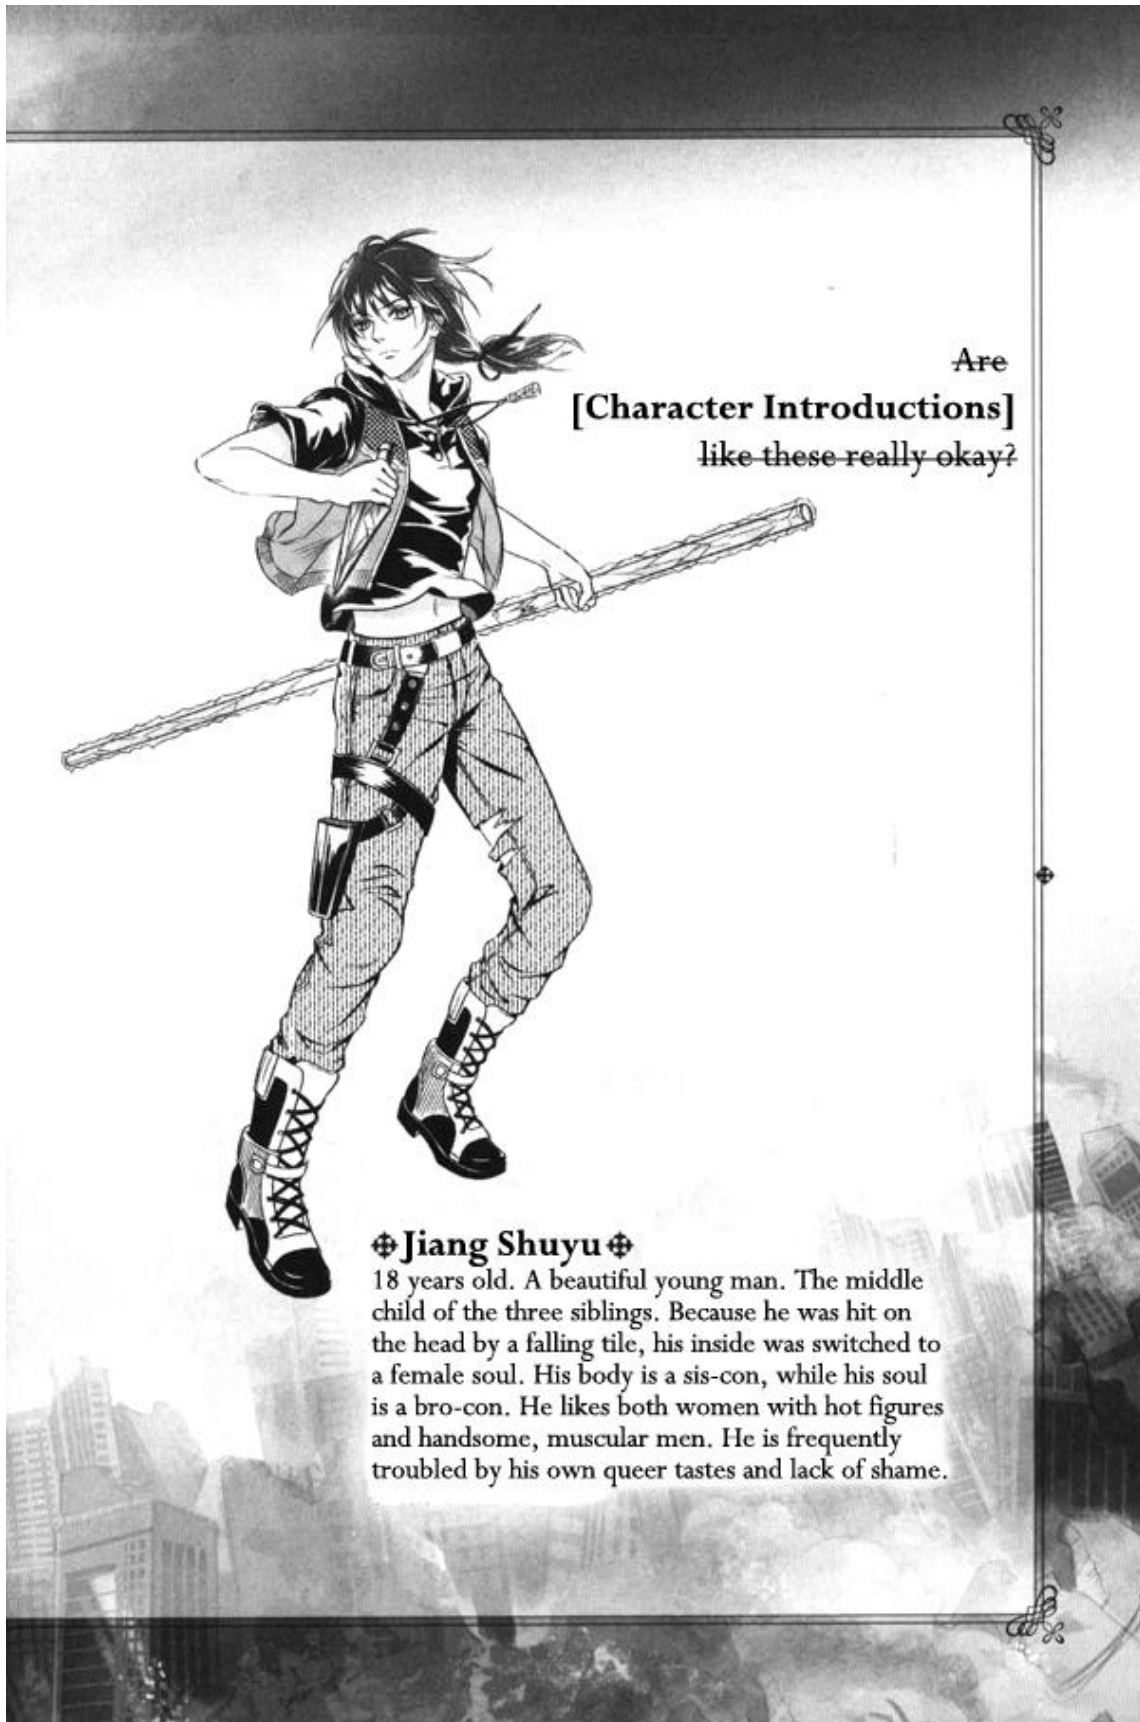 Are
[Character Introductions]
like these really okay?
Jiang Shuyu
18 years old. A beautiful young man. The middle
child of the three siblings. Because he was hit on
the head by a falling tile, his inside was switched to
a female soul. His body is a sis-con, while his soul
is a bro-con. He likes both women with hot figures
and handsome, muscular men. He is frequently
troubled by his own queer tastes and lack of shame.